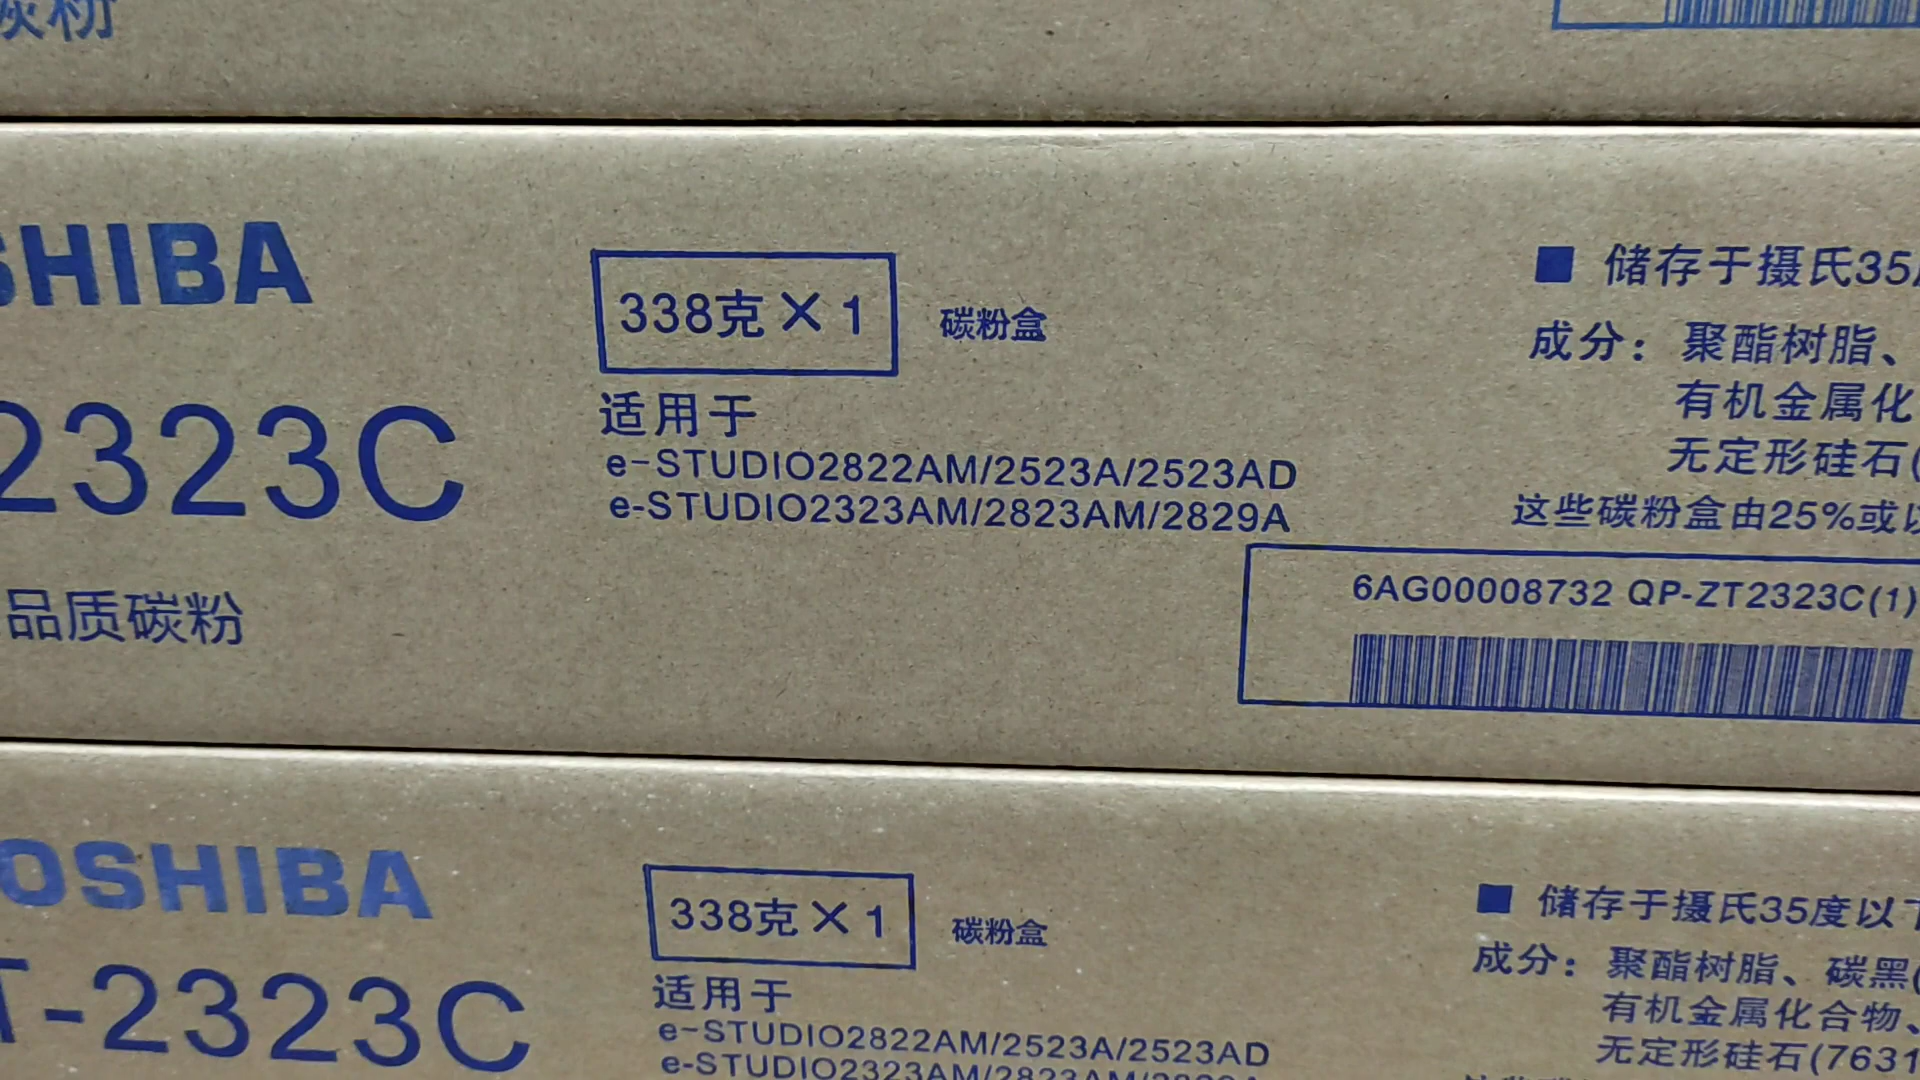 碳粉
SHIBA
2323C
品质碳粉
338克×1
碳粉盒
适用于
e-STUDIO2822AM/2523A/2523AD
e-STUDIO2323AM/2823AM/2829A
■ 储存于摄氏35
成分：聚酯树脂、
有机金属化
无定形硅石(
这些碳粉盒由25%或以
6AG00008732 QP-ZT2323C(1)
OSHIBA
T-2323C
338克×1
碳粉盒
适用于
e-STUDIO2822AM/2523A/2523AD
e-STUDIO2323AM/2823AM/2829A
■ 储存于摄氏35度以下
成分：聚酯树脂、碳黑(
有机金属化合物、
无定形硅石(7631